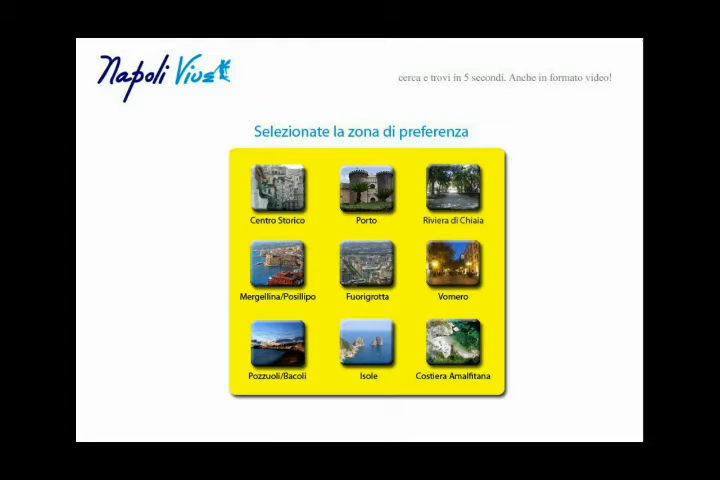 Napoli Vive
cerca e trovi in 5 secondi. Anche in formato video!
Selezionate la zona di preferenza
Centro Storico
Porto
Riviera di Chiaia
Mergellina/Posillipo
Fuorigrotta
Vomero
Pozzuoli/Bacoli
Isole
Costiera Amalfitana